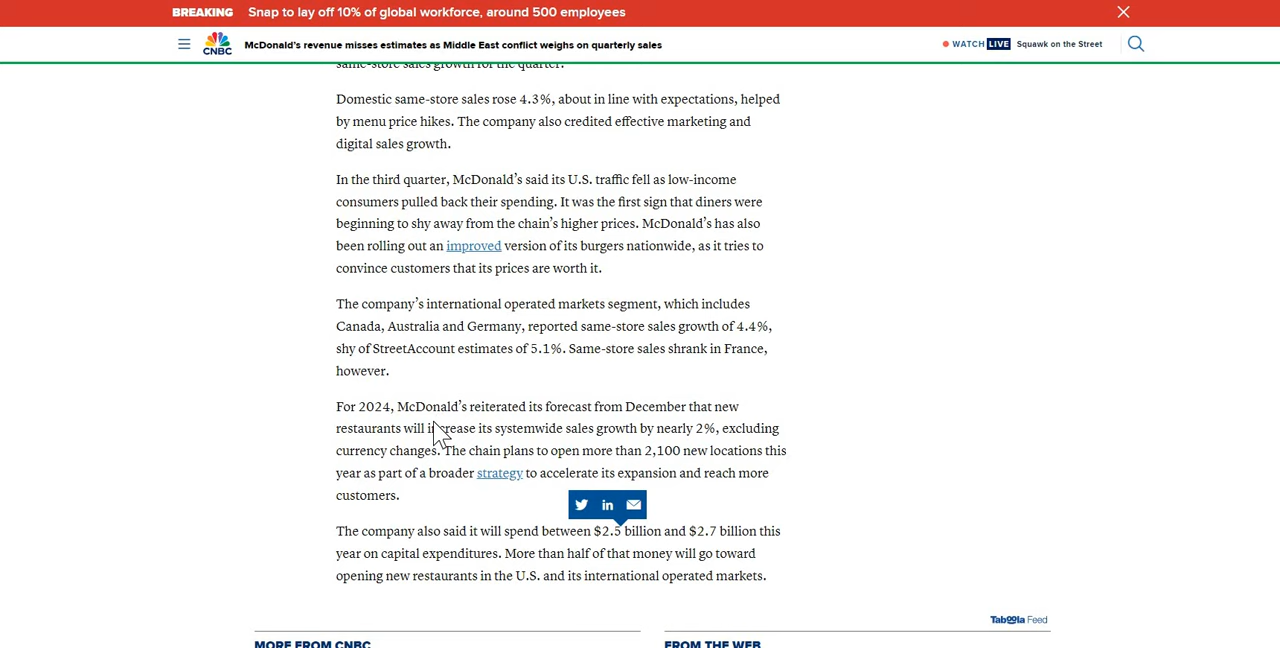 BREAKING Snap to lay off 10% of global workforce, around 500 employees
CNBC McDonald's revenue misses estimates as Middle East conflict weighs on quarterly sales WATCH LIVE Squawk on the Street
same-store sales growth for the quarter.
Domestic same-store sales rose 4.3%, about in line with expectations, helped
by menu price hikes. The company also credited effective marketing and
digital sales growth.
In the third quarter, McDonald's said its U.S. traffic fell as low-income
consumers pulled back their spending. It was the first sign that diners were
beginning to shy away from the chain's higher prices. McDonald's has also
been rolling out an improved version of its burgers nationwide, as it tries to
convince customers that its prices are worth it.
The company's international operated markets segment, which includes
Canada, Australia and Germany, reported same-store sales growth of 4.4%,
shy of StreetAccount estimates of 5.1%. Same-store sales shrank in France,
however.
For 2024, McDonald's reiterated its forecast from December that new
restaurants will increase its systemwide sales growth by nearly 2%, excluding
currency changes. The chain plans to open more than 2,100 new locations this
year as part of a broader strategy to accelerate its expansion and reach more
customers.
in
The company also said it will spend between $2.5 billion and $2.7 billion this
year on capital expenditures. More than half of that money will go toward
opening new restaurants in the U.S. and its international operated markets.
Taboola Feed
MORE FROM CNBC FROM THE WEB